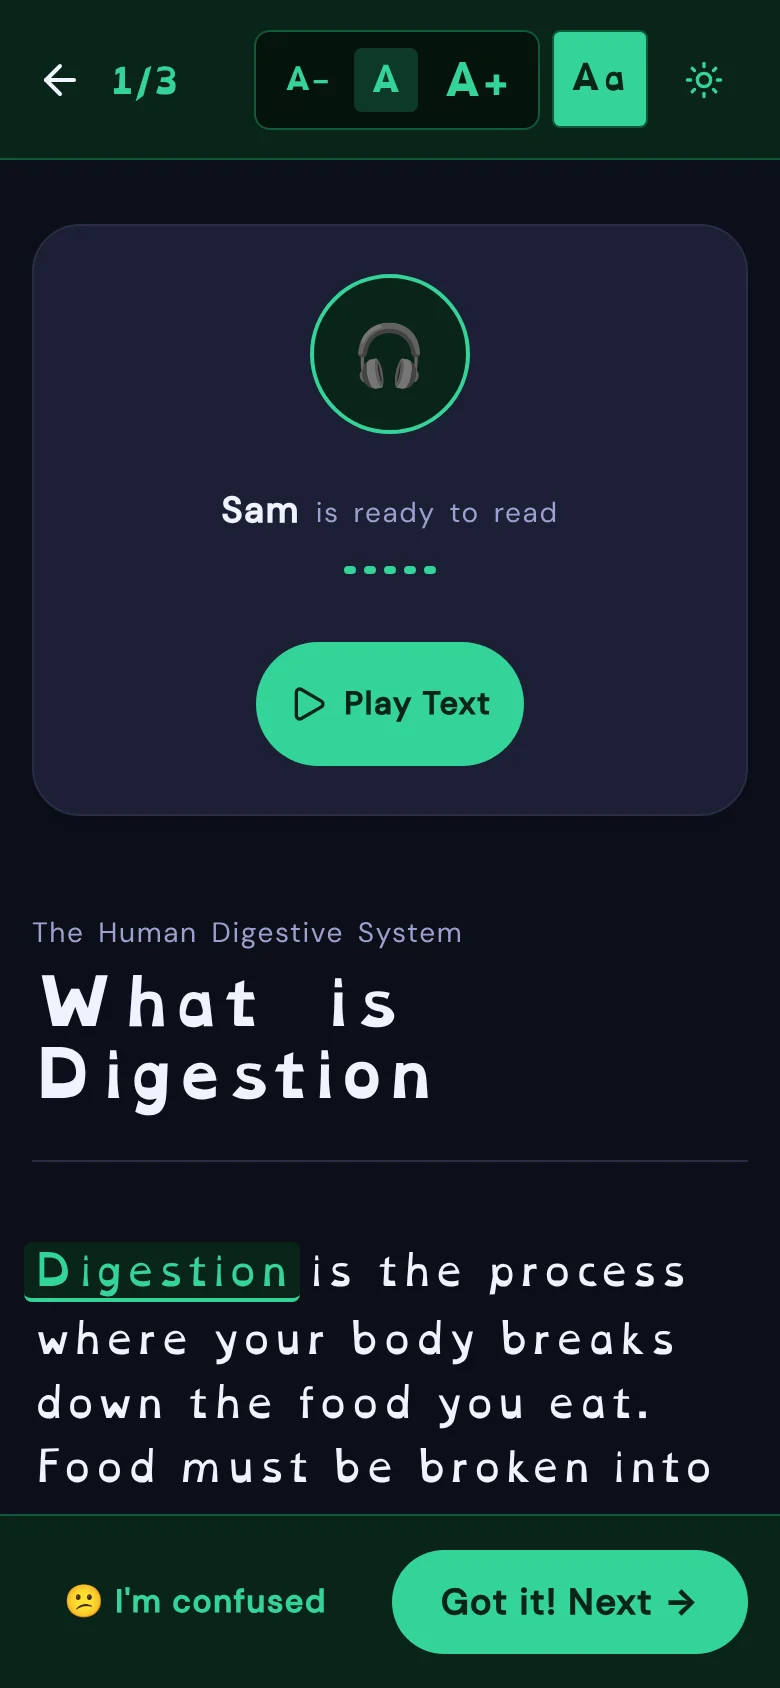 1/3
A- A A+ Aa
Sam is ready to read
Play Text
The Human Digestive System
What is
Digestion
Digestion is the process
where your body breaks
down the food you eat.
Food must be broken into
I'm confused
Got it! Next →